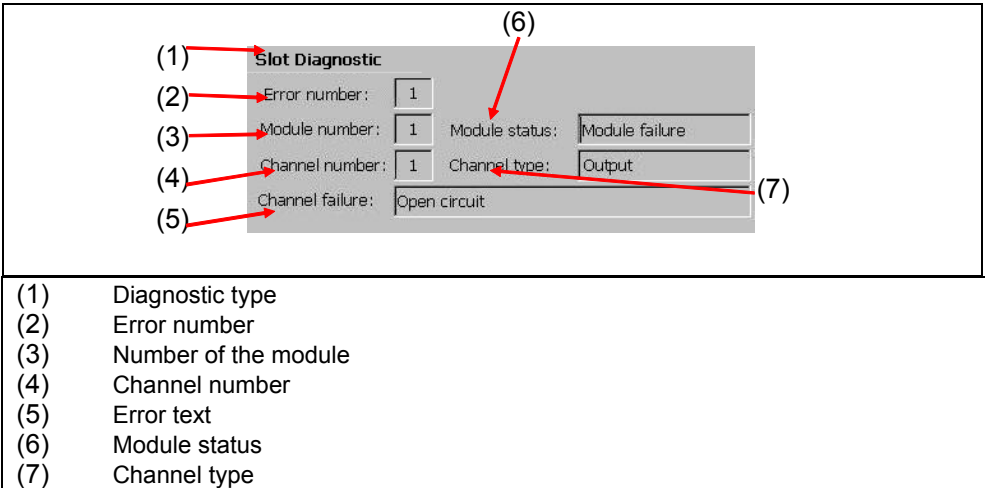 (6)
(1) Slot Diagnostic
(2) Error number: 1
(3) Module number: 1 Module status: Module failure
(4) Channel number: 1 Channel type: Output
(7)
(5) Channel failure: Open circuit
(1) Diagnostic type
(2) Error number
(3) Number of the module
(4) Channel number
(5) Error text
(6) Module status
(7) Channel type